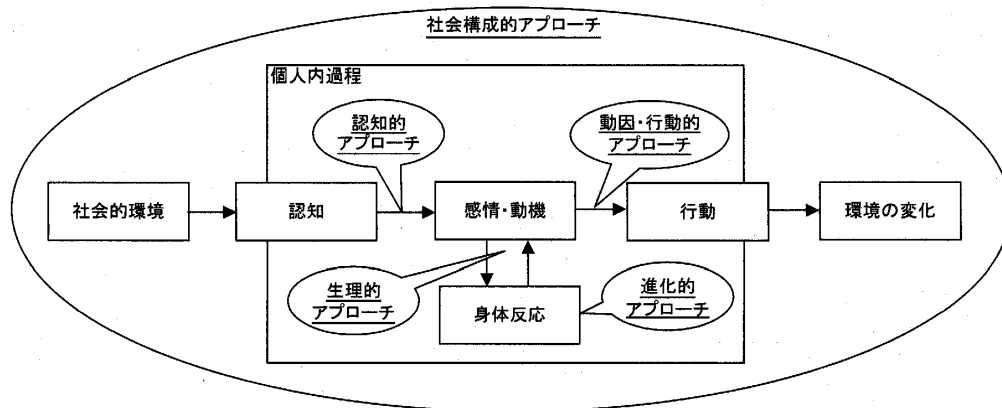 社会構成的アプローチ
個人内過程
認知的
アプローチ
動因・行動的
アプローチ
社会的環境
認知
感情・動機
行動
環境の変化
生理的
アプローチ
身体反応
進化的
アプローチ